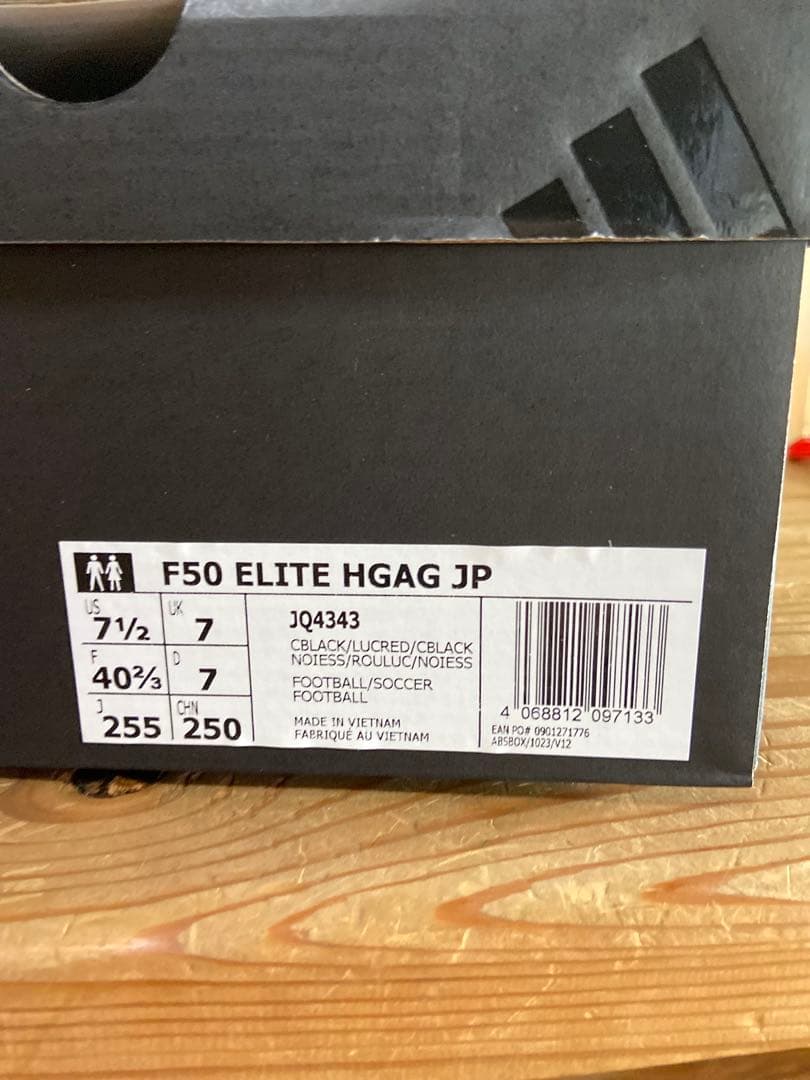 F50 ELITE HGAG JP
US 7½ UK 7
F 40⅔ D 7
J 255 CHN 250
JQ4343
CBLACK/LUCRED/CBLACK
NOIESS/ROULUC/NOIESS
FOOTBALL/SOCCER
FOOTBALL
MADE IN VIETNAM
FABRIQUÉ AU VIETNAM
4 068812 097133
EAN PO# 0901271776
ABSBOX/1023/V12